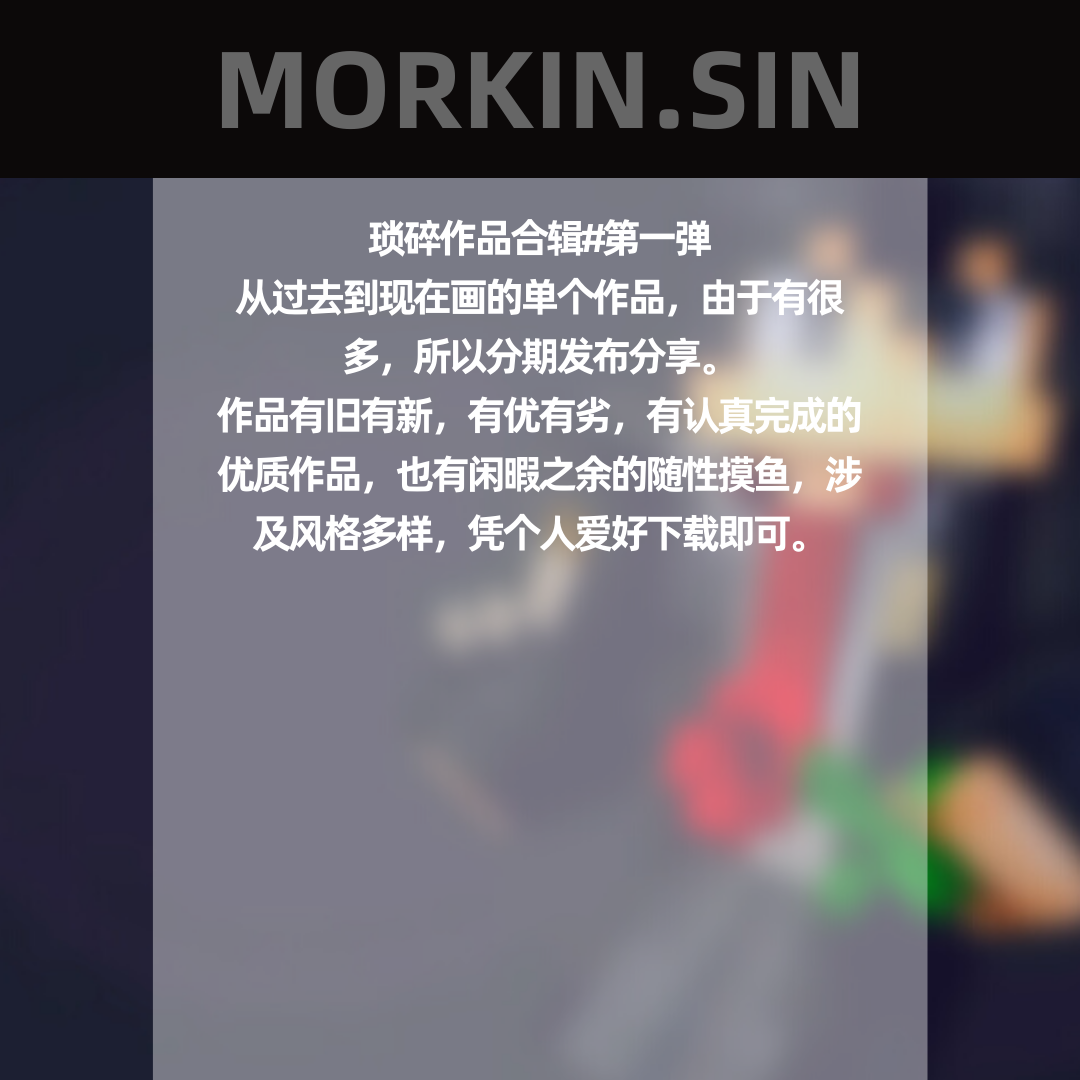 MORKIN.SIN
琐碎作品合辑#第一弹
从过去到现在画的单个作品，由于有很
多，所以分期发布分享。
作品有旧有新，有优有劣，有认真完成的
优质作品，也有闲暇之余的随性摸鱼，涉
及风格多样，凭个人爱好下载即可。